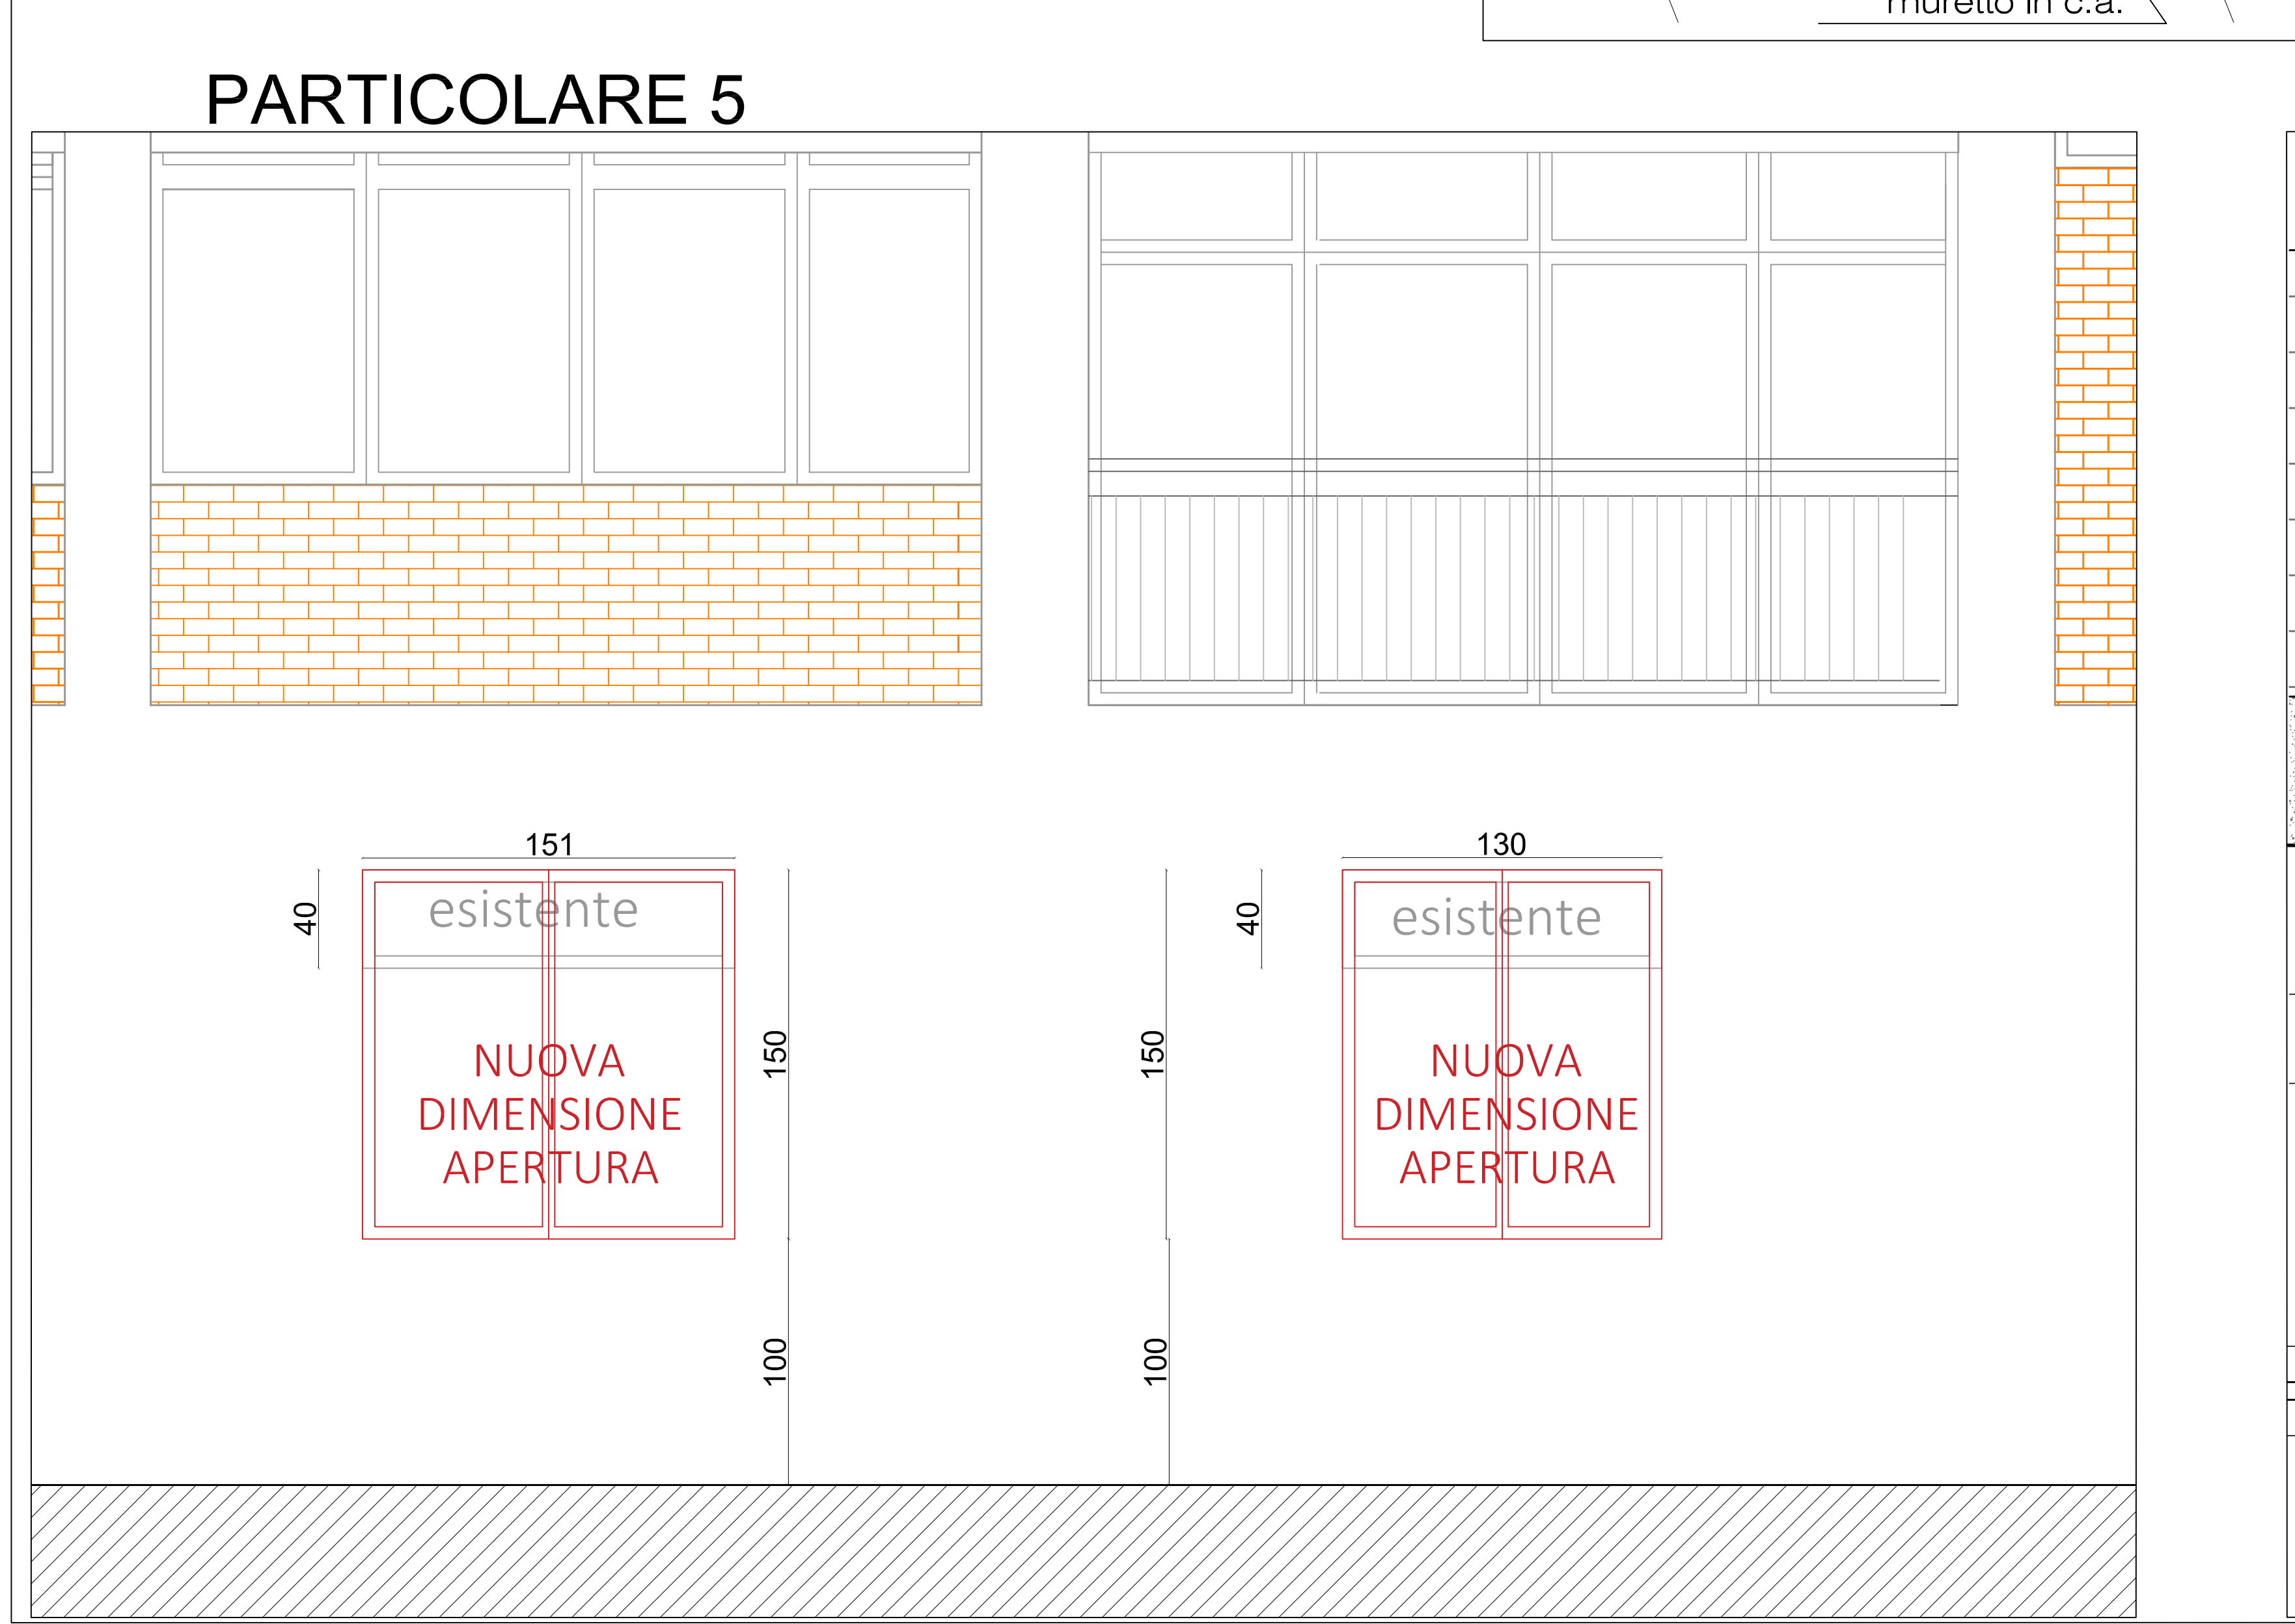 muretto in c.a.
PARTICOLARE 5
151
130
40
esistente
40
esistente
NUOVA
DIMENSIONE
APERTURA
150
150
NUOVA
DIMENSIONE
APERTURA
100
100